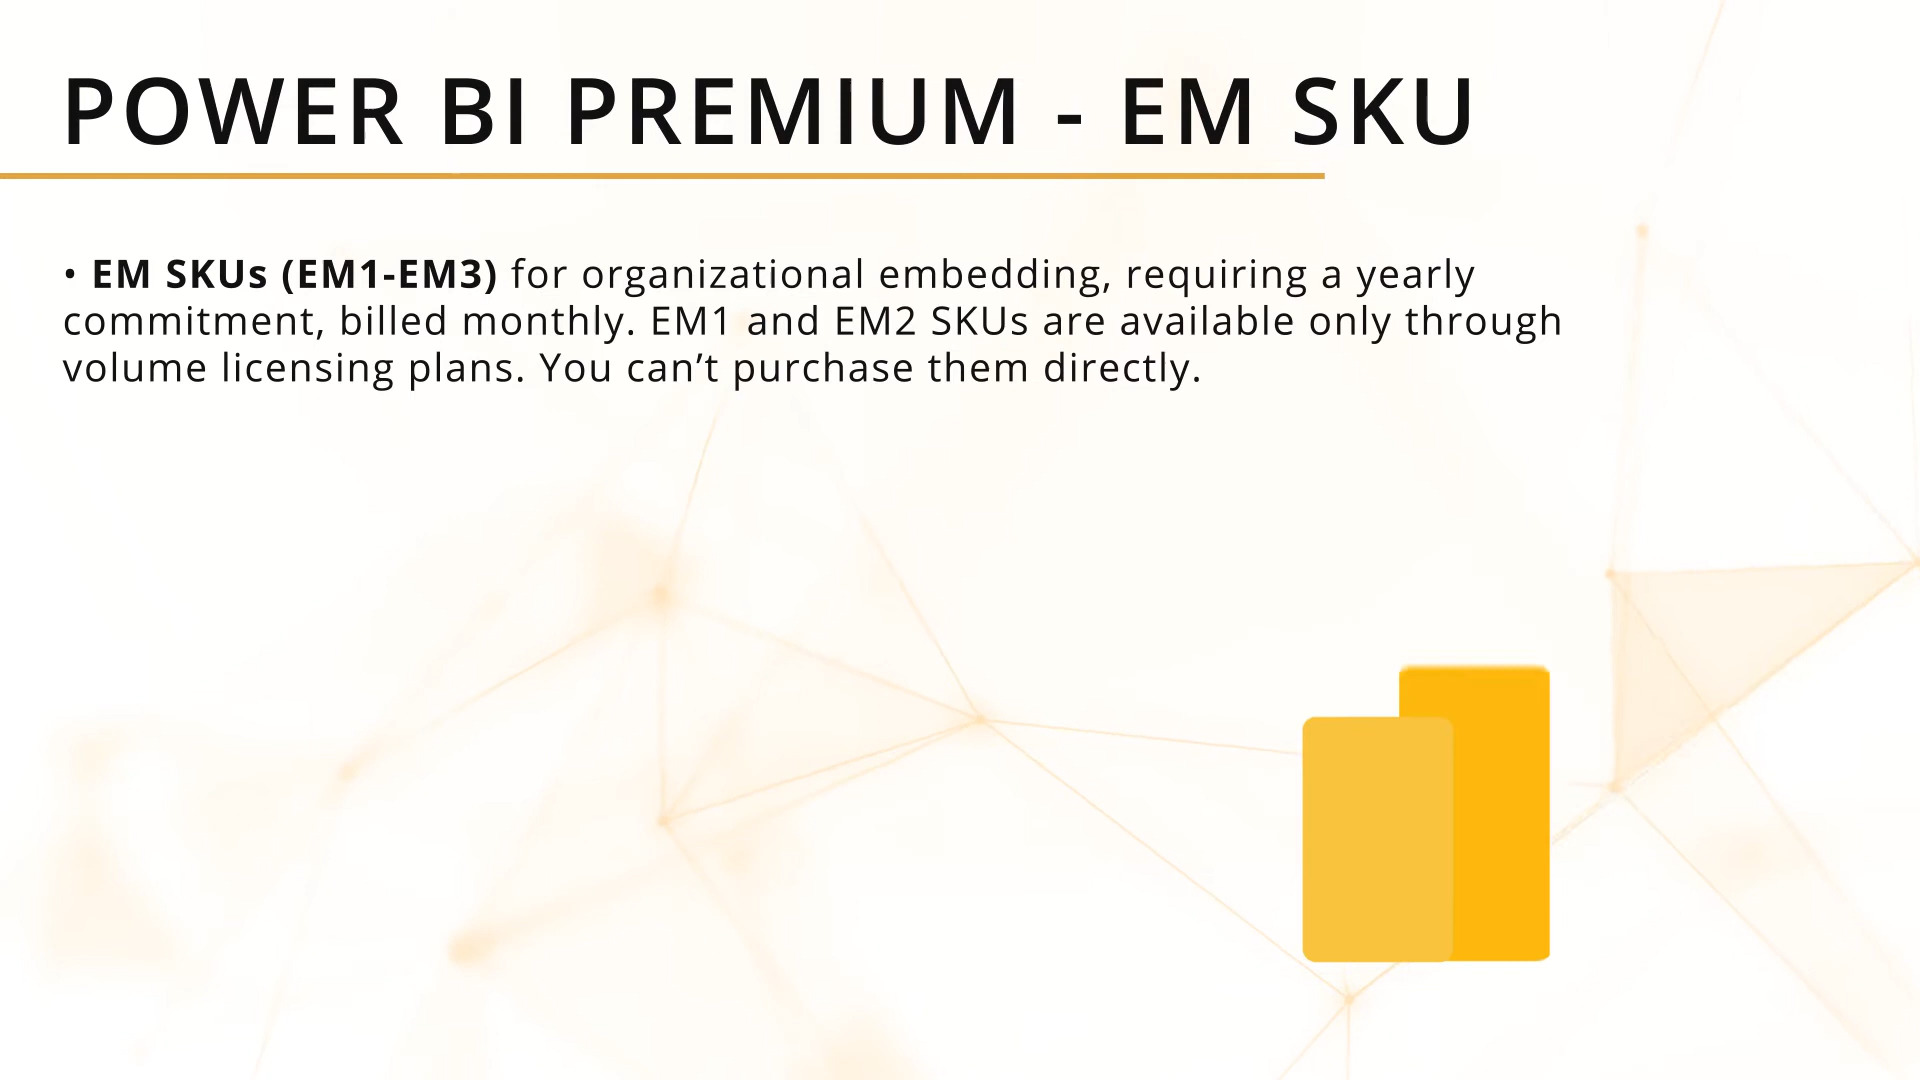 POWER BI PREMIUM - EM SKU
• EM SKUs (EM1-EM3) for organizational embedding, requiring a yearly
commitment, billed monthly. EM1 and EM2 SKUs are available only through
volume licensing plans. You can’t purchase them directly.